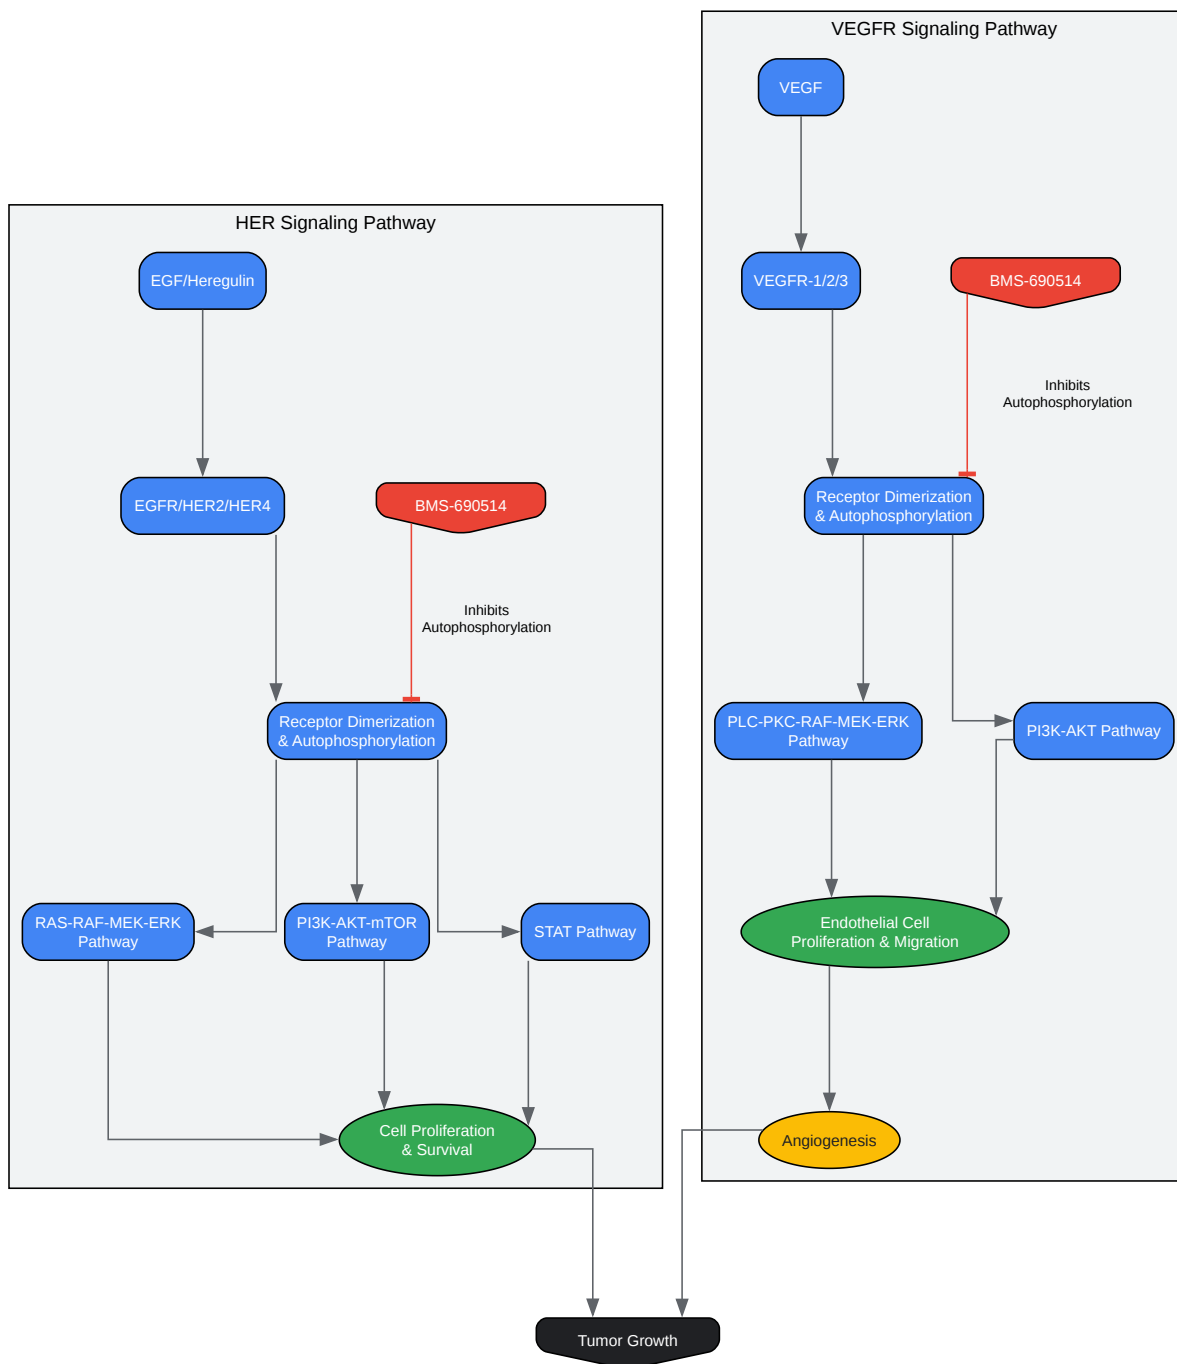 VEGFR Signaling Pathway
VEGF
HER Signaling Pathway
EGF/Heregulin
VEGFR-1/2/3
BMS-690514
Inhibits
Autophosphorylation
EGFR/HER2/HER4
BMS-690514
Receptor Dimerization
& Autophosphorylation
Inhibits
Autophosphorylation
Receptor Dimerization
& Autophosphorylation
PLC-PKC-RAF-MEK-ERK
Pathway
PI3K-AKT Pathway
RAS-RAF-MEK-ERK
Pathway
PI3K-AKT-mTOR
Pathway
STAT Pathway
Endothelial Cell
Proliferation & Migration
Cell Proliferation
& Survival
Angiogenesis
Tumor Growth